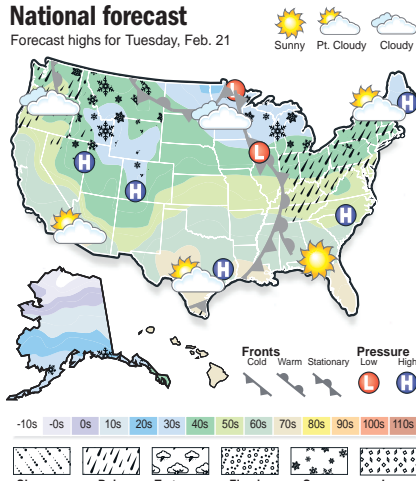 National forecast
Forecast highs for Tuesday, Feb. 21
Sunny Pt. Cloudy Cloudy
L
H
L
H
H
H
H
Fronts
Cold Warm Stationary
Pressure
Low High
L H
-10s -0s 0s 10s 20s 30s 40s 50s 60s 70s 80s 90s 100s 110s